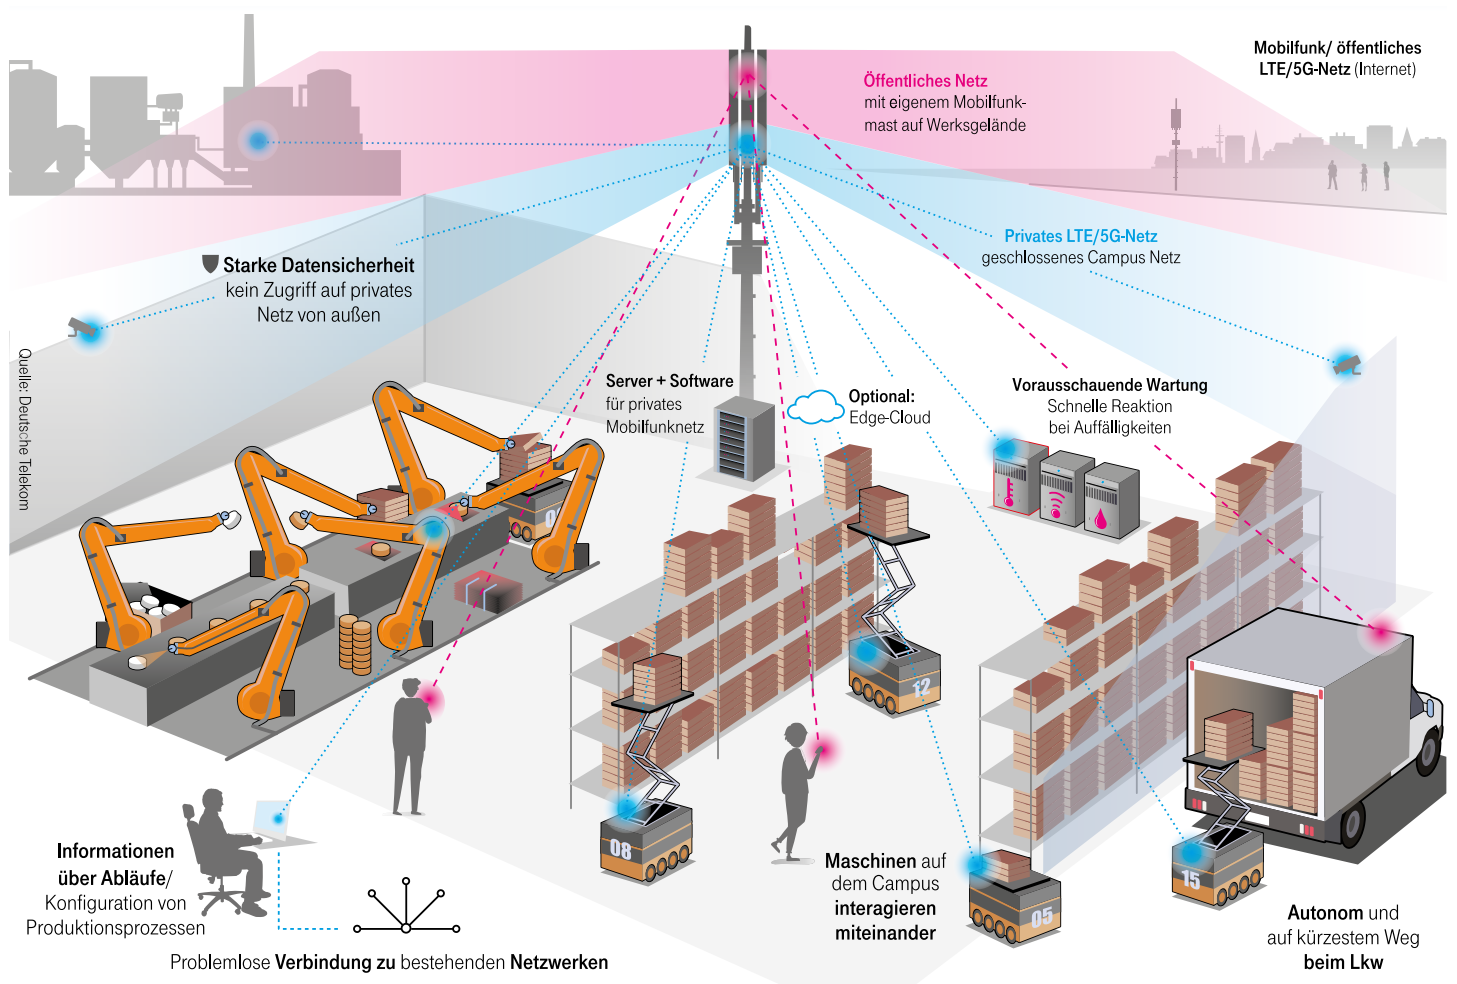 Mobilfunk/ öffentliches
LTE/5G-Netz (Internet)
Öffentliches Netz
mit eigenem Mobilfunk-
mast auf Werksgelände
Privates LTE/5G-Netz
geschlossenes Campus Netz
Starke Datensicherheit
kein Zugriff auf privates
Netz von außen
Quelle: Deutsche Telekom
Server + Software
für privates
Mobilfunknetz
Optional:
Edge-Cloud
Vorausschauende Wartung
Schnelle Reaktion
bei Auffälligkeiten
12
08
05
15
Informationen
über Abläufe/
Konfiguration von
Produktionsprozessen
Problemlose Verbindung zu bestehenden Netzwerken
Maschinen auf
dem Campus
interagieren
miteinander
Autonom und
auf kürzestem Weg
beim Lkw